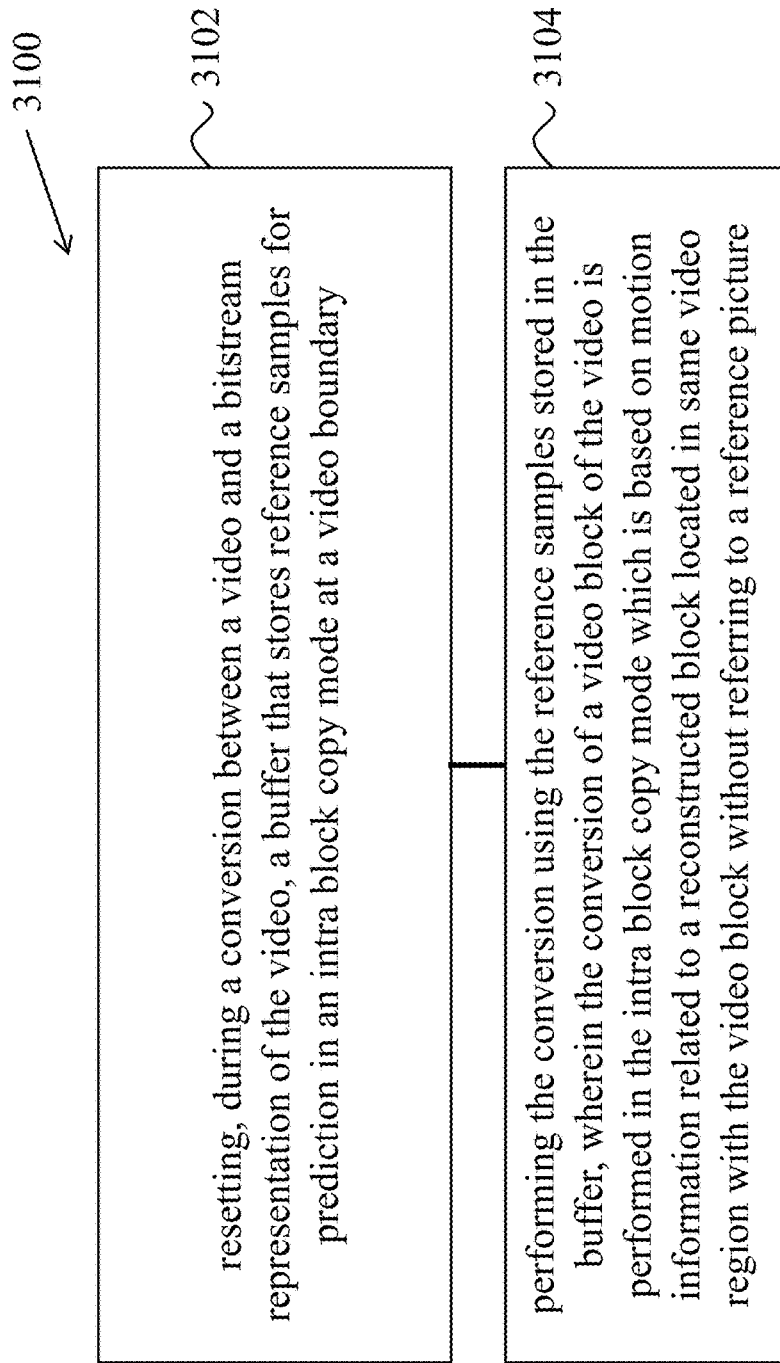 3100
3102
resetting, during a conversion between a video and a bitstream
representation of the video, a buffer that stores reference samples for
prediction in an intra block copy mode at a video boundary
3104
performing the conversion using the reference samples stored in the
buffer, wherein the conversion of a video block of the video is
performed in the intra block copy mode which is based on motion
information related to a reconstructed block located in same video
region with the video block without referring to a reference picture